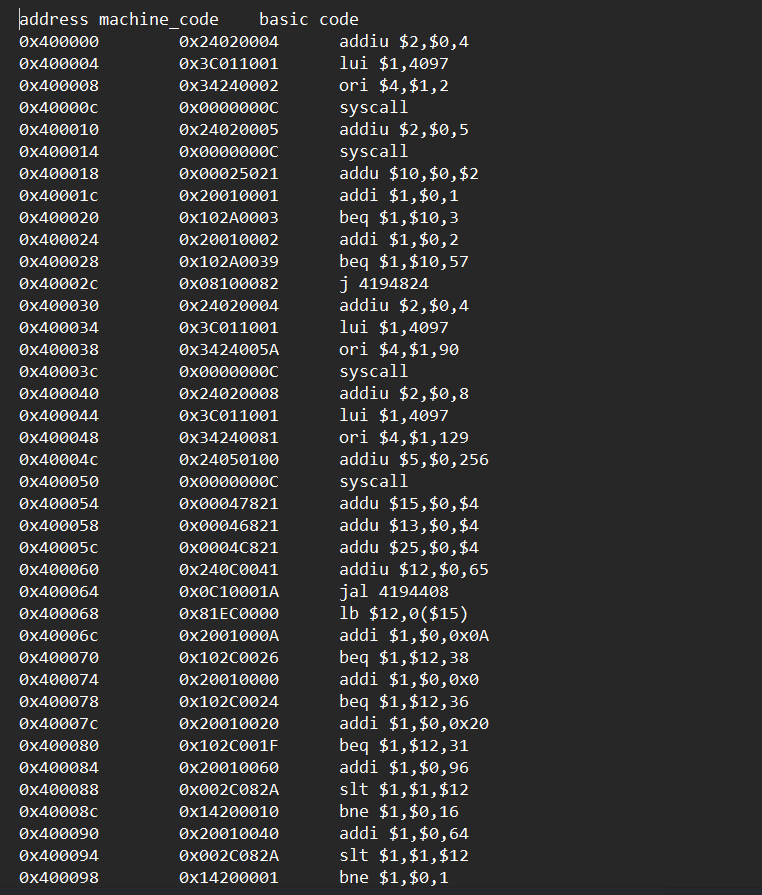 address machine_code basic code
0x400000 0x24020004 addiu $2,$0,4
0x400004 0x3C011001 lui $1,4097
0x400008 0x34240002 ori $4,$1,2
0x40000c 0x0000000C syscall
0x400010 0x24020005 addiu $2,$0,5
0x400014 0x0000000C syscall
0x400018 0x00025021 addu $10,$0,$2
0x40001c 0x20010001 addi $1,$0,1
0x400020 0x102A0003 beq $1,$10,3
0x400024 0x20010002 addi $1,$0,2
0x400028 0x102A0039 beq $1,$10,57
0x40002c 0x08100082 j 4194824
0x400030 0x24020004 addiu $2,$0,4
0x400034 0x3C011001 lui $1,4097
0x400038 0x3424005A ori $4,$1,90
0x40003c 0x0000000C syscall
0x400040 0x24020008 addiu $2,$0,8
0x400044 0x3C011001 lui $1,4097
0x400048 0x34240081 ori $4,$1,129
0x40004c 0x24050100 addiu $5,$0,256
0x400050 0x0000000C syscall
0x400054 0x00047821 addu $15,$0,$4
0x400058 0x00046821 addu $13,$0,$4
0x40005c 0x0004C821 addu $25,$0,$4
0x400060 0x240C0041 addiu $12,$0,65
0x400064 0x0C10001A jal 4194408
0x400068 0x81EC0000 lb $12,0($15)
0x40006c 0x2001000A addi $1,$0,0x0A
0x400070 0x102C0026 beq $1,$12,38
0x400074 0x20010000 addi $1,$0,0x0
0x400078 0x102C0024 beq $1,$12,36
0x40007c 0x20010020 addi $1,$0,0x20
0x400080 0x102C001F beq $1,$12,31
0x400084 0x20010060 addi $1,$0,96
0x400088 0x002C082A slt $1,$1,$12
0x40008c 0x14200010 bne $1,$0,16
0x400090 0x20010040 addi $1,$0,64
0x400094 0x002C082A slt $1,$1,$12
0x400098 0x14200001 bne $1,$0,1